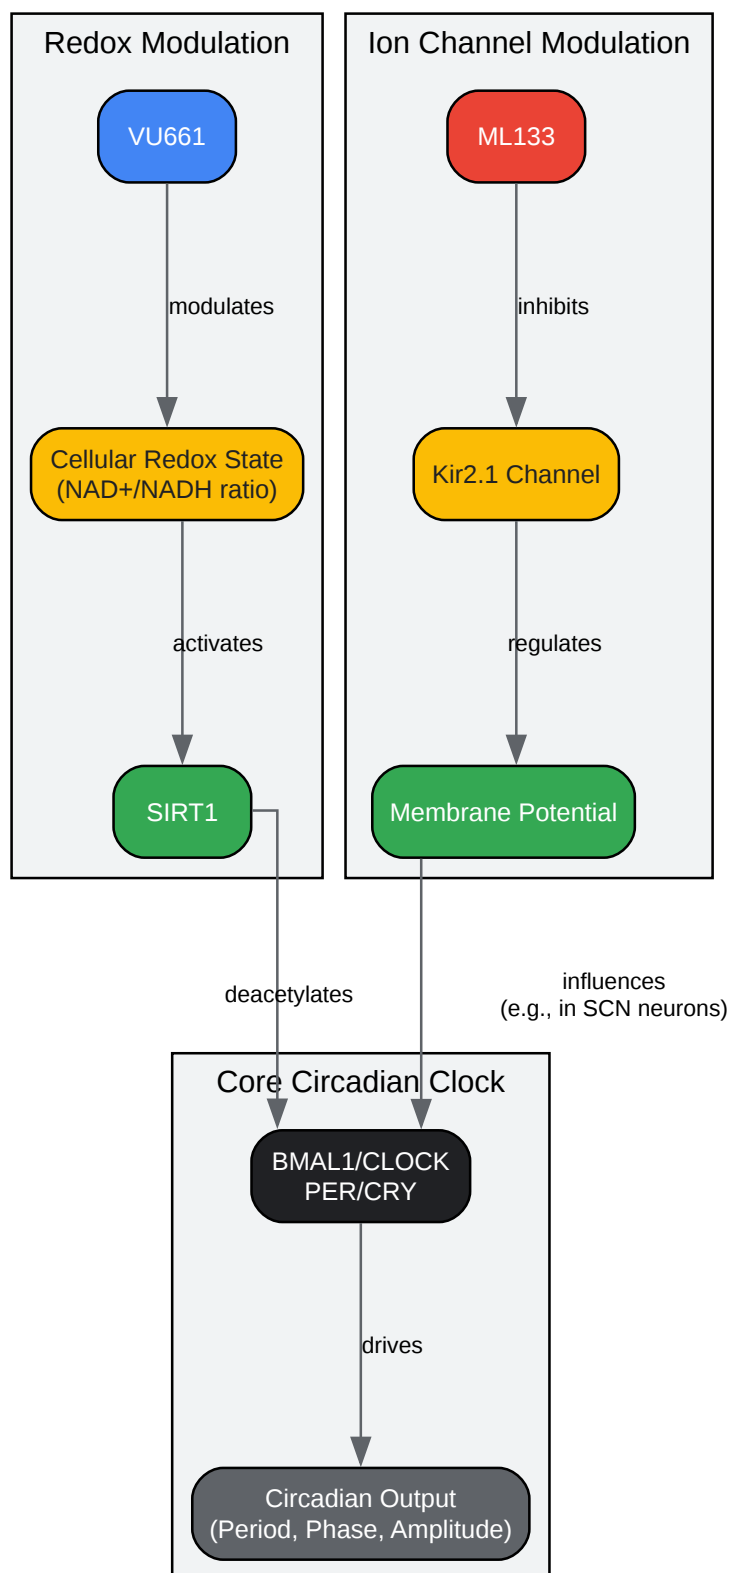 Redox Modulation
Ion Channel Modulation
VU661
ML133
modulates
inhibits
Cellular Redox State
(NAD+/NADH ratio)
Kir2.1 Channel
activates
regulates
SIRT1
Membrane Potential
deacetylates
influences
(e.g., in SCN neurons)
Core Circadian Clock
BMAL1/CLOCK
PER/CRY
drives
Circadian Output
(Period, Phase, Amplitude)